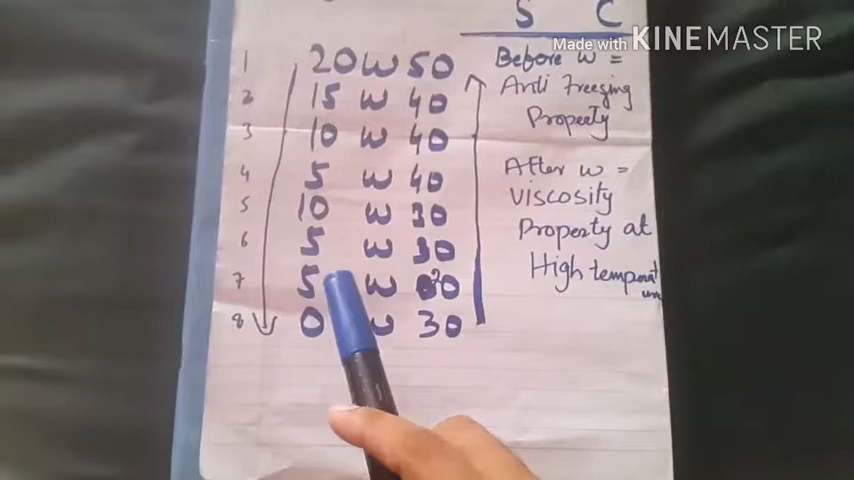 S C
Made with KINEMASTER
1 20 W 50
2 15 W 40
3 10 W 40
4 5 W 40
5 10 W 30
6 5 W 30
7 5 W 20
8 0 W 30
Before W =
Anti Freezing
Property
After W =
VISCOSITY
Property at
High temperat
ure